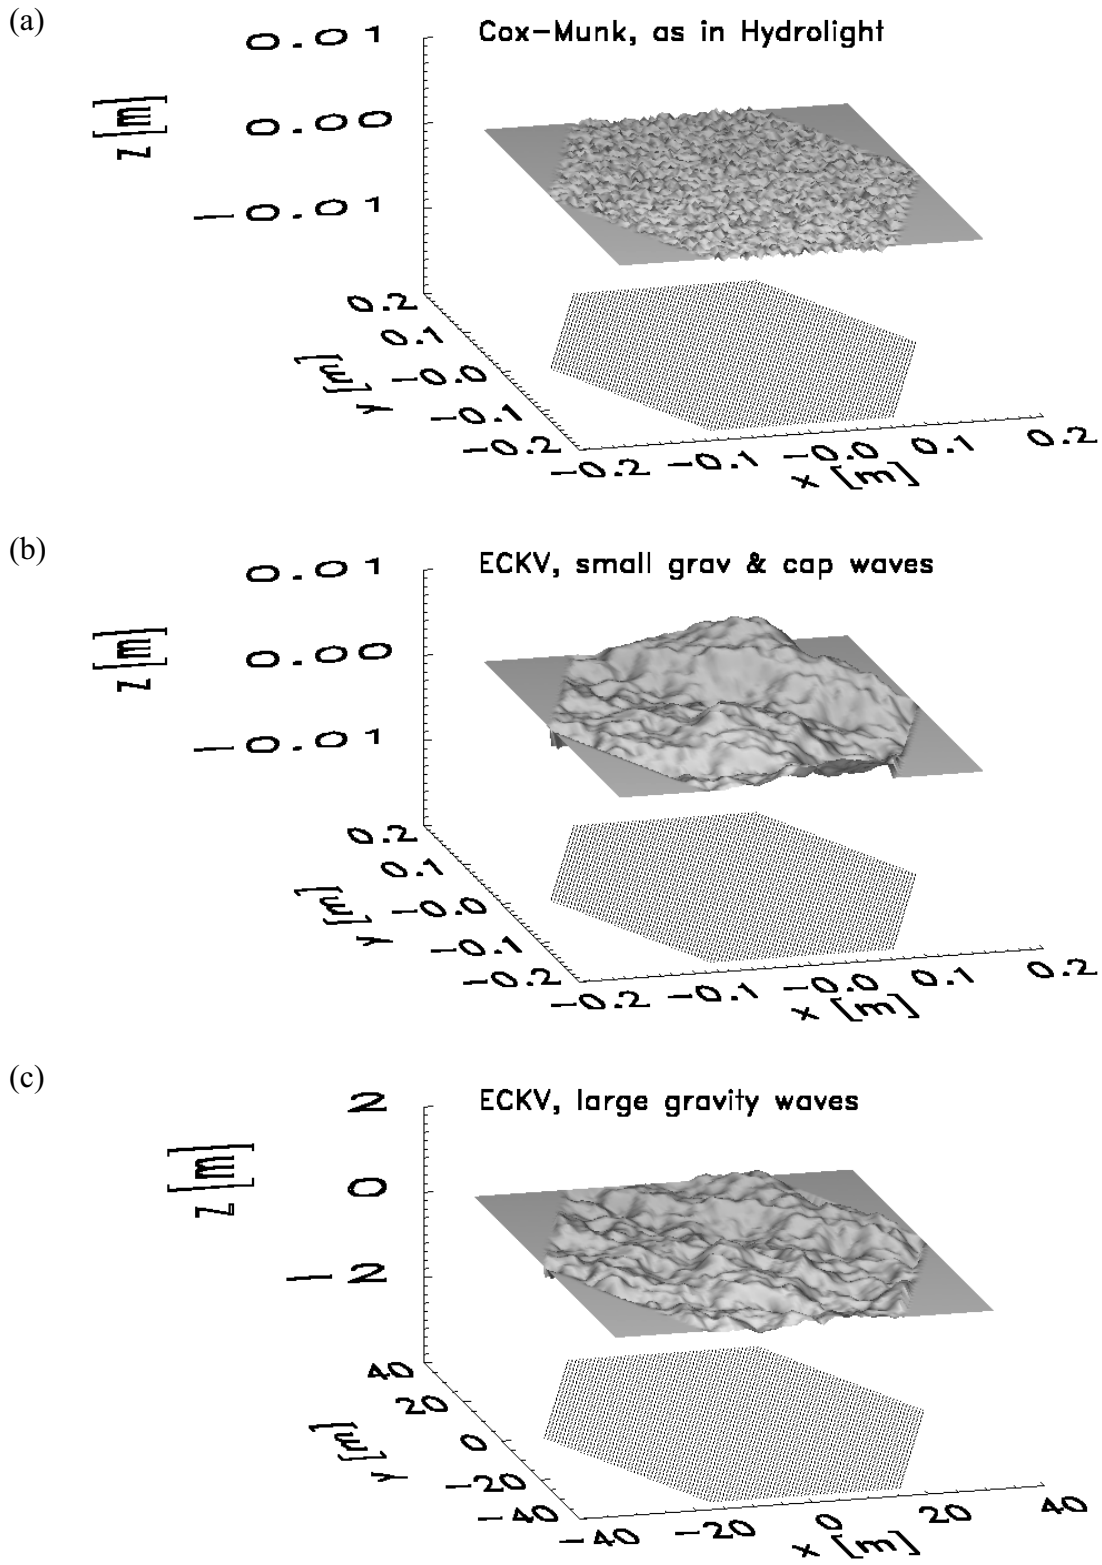 (a)
Cox-Munk, as in Hydrolight
0.01
0.00
-0.01
z [m]
0.2
0.1
-0.0
-0.1
-0.2
y [m]
-0.2 -0.1 -0.0 0.1 0.2
x [m]
(b)
ECKV, small grav & cap waves
0.01
0.00
-0.01
z [m]
0.2
0.1
-0.0
-0.1
-0.2
y [m]
-0.2 -0.1 -0.0 0.1 0.2
x [m]
(c)
ECKV, large gravity waves
2
0
-2
z [m]
40
20
0
-20
-40
y [m]
-40 -20 0 20 40
x [m]